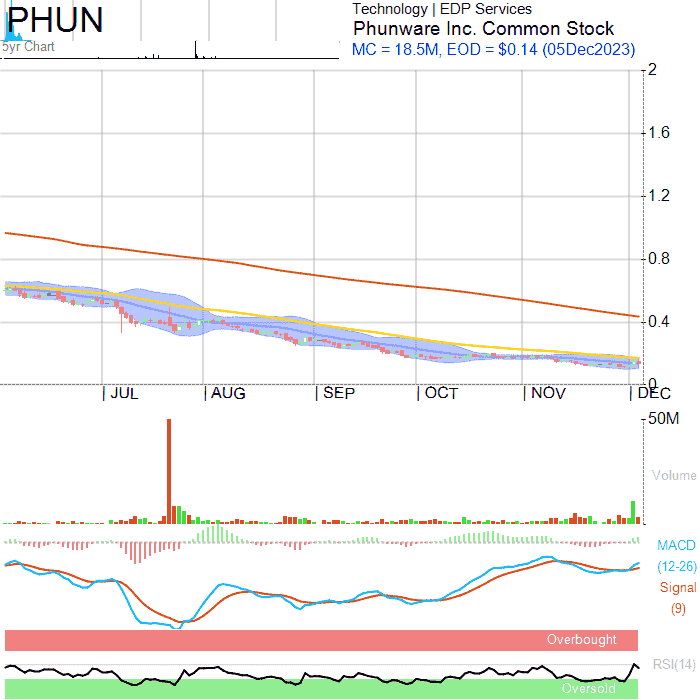 PHUN
5yr Chart
Technology | EDP Services
Phunware Inc. Common Stock
MC = 18.5M, EOD = $0.14 (05Dec2023)
2
1.6
1.2
0.8
0.4
0
JUL AUG SEP OCT NOV DEC
50M
Volume
MACD
(12-26)
Signal
(9)
Overbought
RSI(14)
Oversold